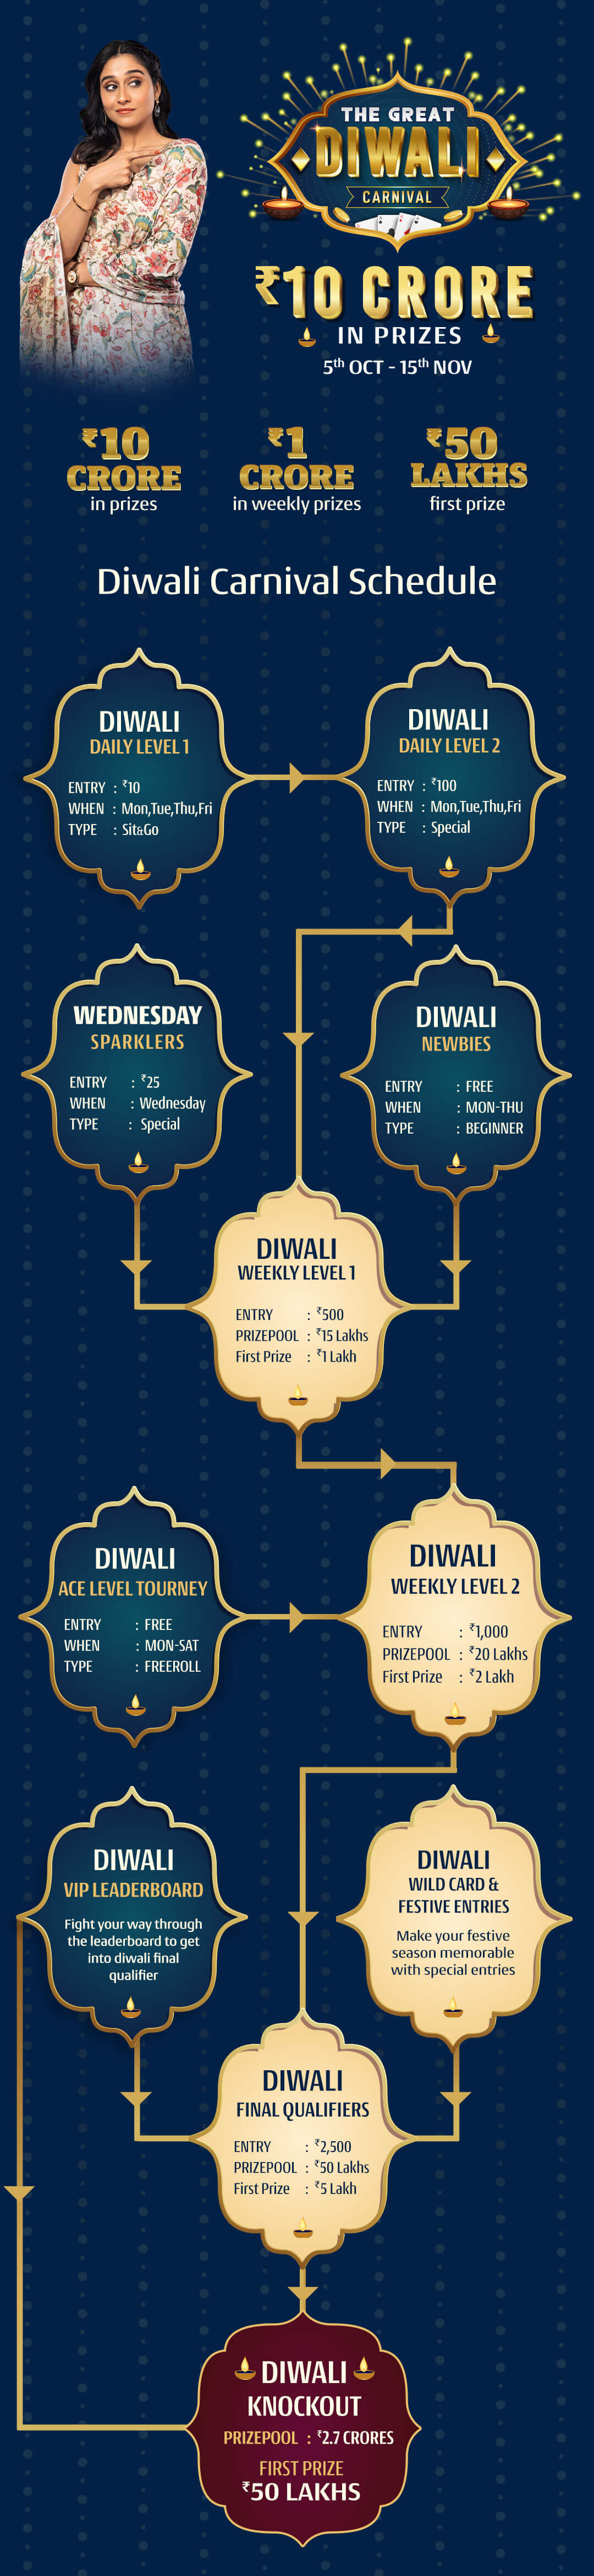 THE GREAT
DIWALI
CARNIVAL
₹10 CRORE
IN PRIZES
5th OCT - 15th NOV
₹10
CRORE
in prizes
₹1
CRORE
in weekly prizes
₹50
LAKHS
first prize
Diwali Carnival Schedule
DIWALI
DAILY LEVEL 1
ENTRY : ₹10
WHEN : Mon,Tue,Thu,Fri
TYPE : Sit&Go
DIWALI
DAILY LEVEL 2
ENTRY : ₹100
WHEN : Mon,Tue,Thu,Fri
TYPE : Special
WEDNESDAY
SPARKLERS
ENTRY : ₹25
WHEN : Wednesday
TYPE : Special
DIWALI
NEWBIES
ENTRY : FREE
WHEN : MON-THU
TYPE : BEGINNER
DIWALI
WEEKLY LEVEL 1
ENTRY : ₹500
PRIZEPOOL : ₹15 Lakhs
First Prize : ₹1 Lakh
DIWALI
ACE LEVEL TOURNEY
ENTRY : FREE
WHEN : MON-SAT
TYPE : FREEROLL
DIWALI
WEEKLY LEVEL 2
ENTRY : ₹1,000
PRIZEPOOL : ₹20 Lakhs
First Prize : ₹2 Lakh
DIWALI
VIP LEADERBOARD
Fight your way through
the leaderboard to get
into diwali final
qualifier
DIWALI
WILD CARD &
FESTIVE ENTRIES
Make your festive
season memorable
with special entries
DIWALI
FINAL QUALIFIERS
ENTRY : ₹2,500
PRIZEPOOL : ₹50 Lakhs
First Prize : ₹5 Lakh
DIWALI
KNOCKOUT
PRIZEPOOL : ₹2.7 CRORES
FIRST PRIZE
₹50 LAKHS